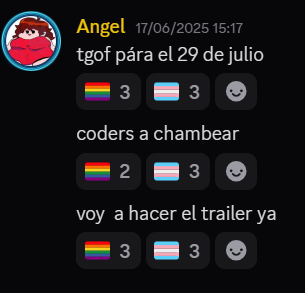 Angel 17/06/2025 15:17
tgof pára el 29 de julio
3 3
coders a chambear
2 3
voy a hacer el trailer ya
3 3